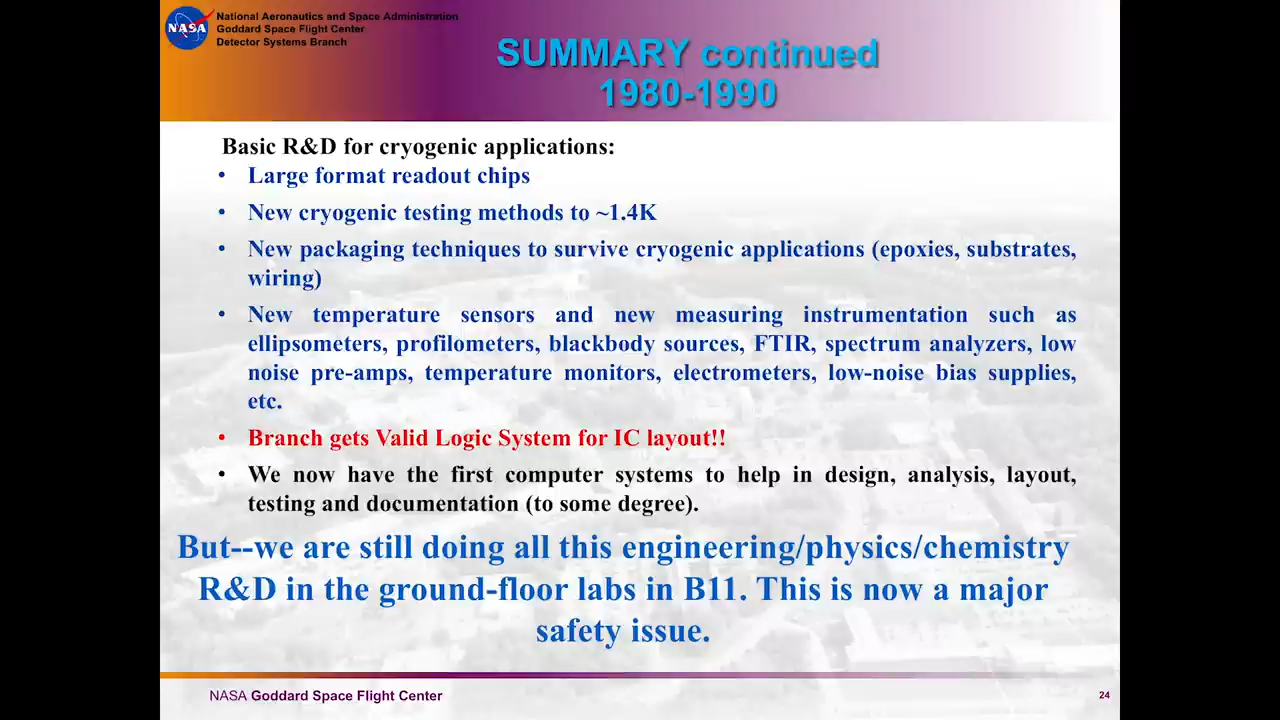 NASA
National Aeronautics and Space Administration
Goddard Space Flight Center
Detector Systems Branch
SUMMARY continued
1980-1990
Basic R&D for cryogenic applications:
• Large format readout chips
• New cryogenic testing methods to ~1.4K
• New packaging techniques to survive cryogenic applications (epoxies, substrates,
wiring)
• New temperature sensors and new measuring instrumentation such as
ellipsometers, profilometers, blackbody sources, FTIR, spectrum analyzers, low
noise pre-amps, temperature monitors, electrometers, low-noise bias supplies,
etc.
• Branch gets Valid Logic System for IC layout!!
• We now have the first computer systems to help in design, analysis, layout,
testing and documentation (to some degree).
But--we are still doing all this engineering/physics/chemistry
R&D in the ground-floor labs in B11. This is now a major
safety issue.
NASA Goddard Space Flight Center
24